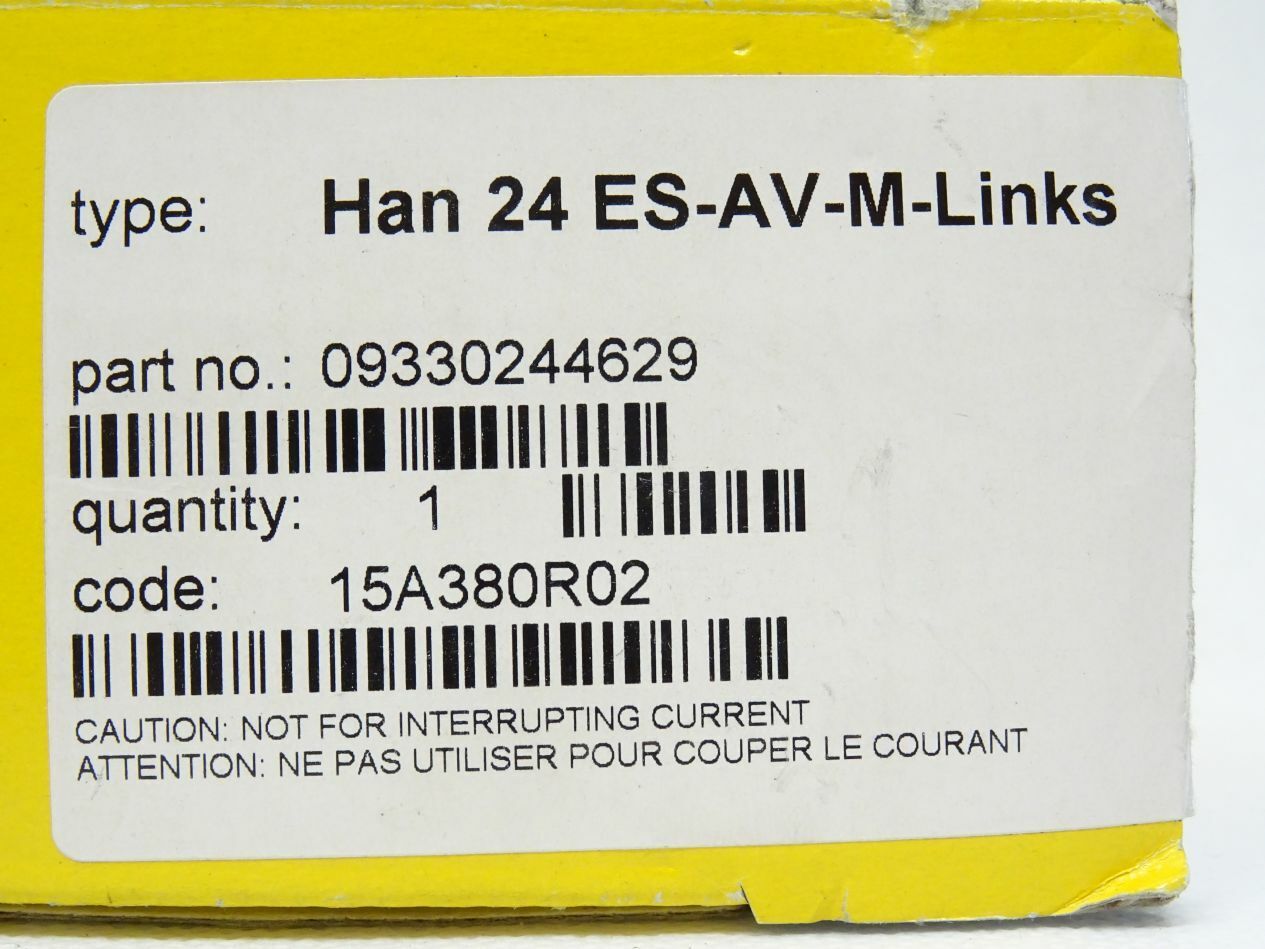 type: Han 24 ES-AV-M-Links
part no.: 09330244629
quantity: 1
code: 15A380R02
CAUTION: NOT FOR INTERRUPTING CURRENT
ATTENTION: NE PAS UTILISER POUR COUPER LE COURANT